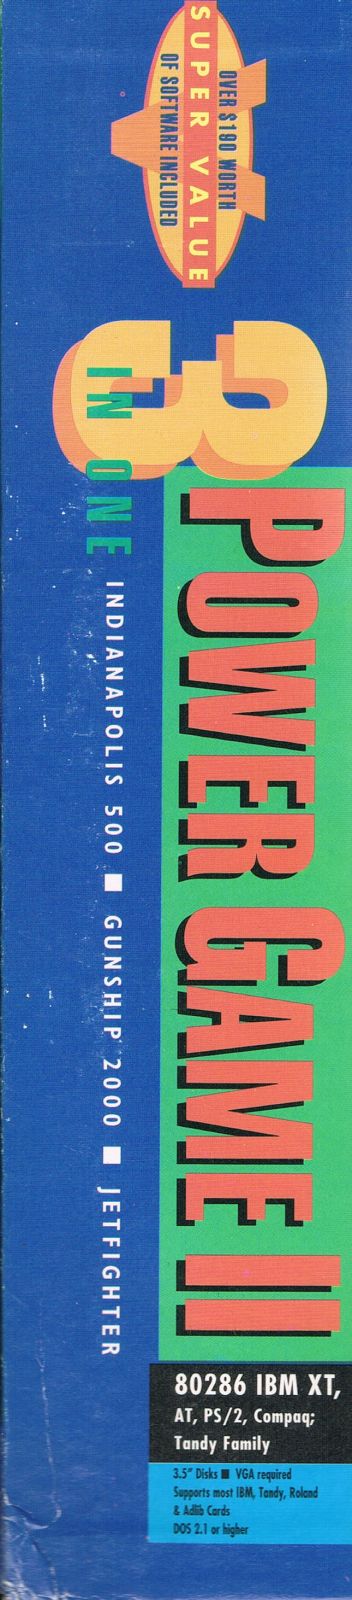 OVER $190 WORTH
SUPER VALUE
OF SOFTWARE INCLUDED
3
IN ONE
POWER GAME II
INDIANAPOLIS 500 ■ GUNSHIP 2000 ■ JETFIGHTER
80286 IBM XT,
AT, PS/2, Compaq;
Tandy Family
3.5" Disks ■ VGA required
Supports most IBM, Tandy, Roland
& Adlib Cards
DOS 2.1 or higher